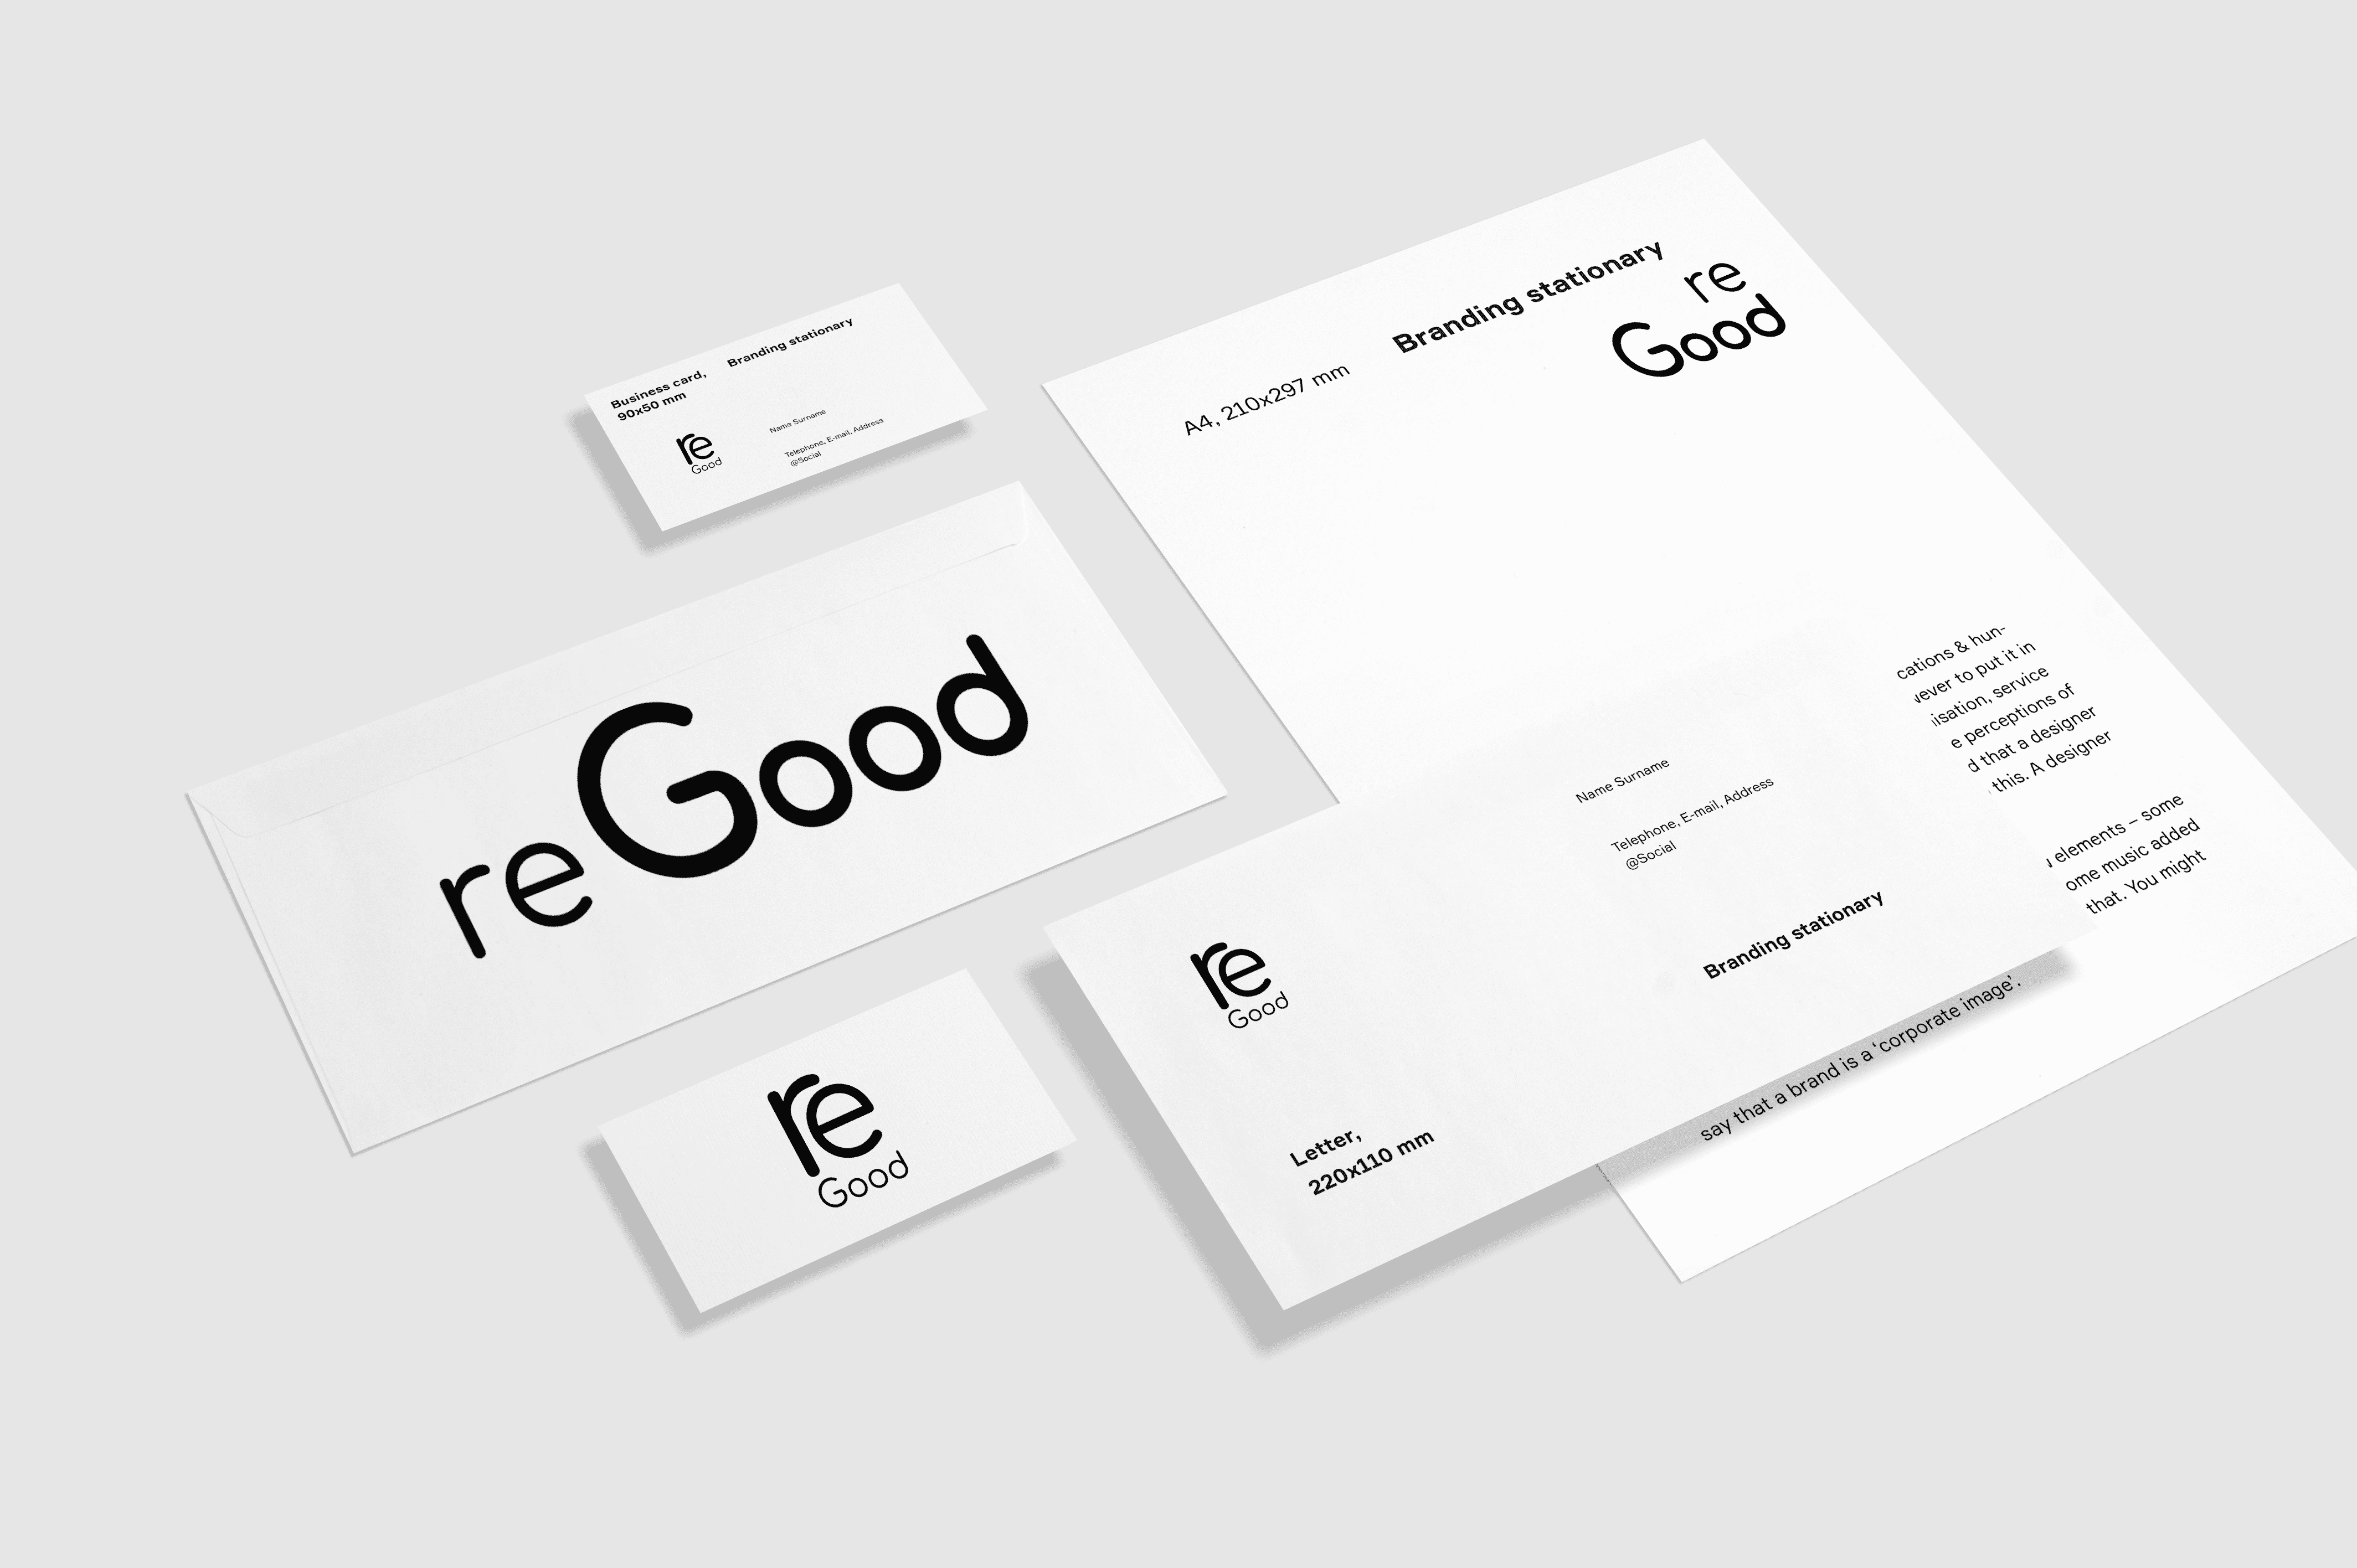 Business card,
90x50 mm
Branding stationary
re
Good
Name Surname
Telephone, E-mail, Address
@Social
reGood
re
Good
A4, 210x297 mm
Branding stationary
re
Good
cations & hun-
ever to put it in
isation, service
e perceptions of
d that a designer
this. A designer
elements – some
ome music added
that. You might
say that a brand is a ‘corporate image’.
re
Good
Name Surname
Telephone, E-mail, Address
@Social
Branding stationary
Letter,
220x110 mm